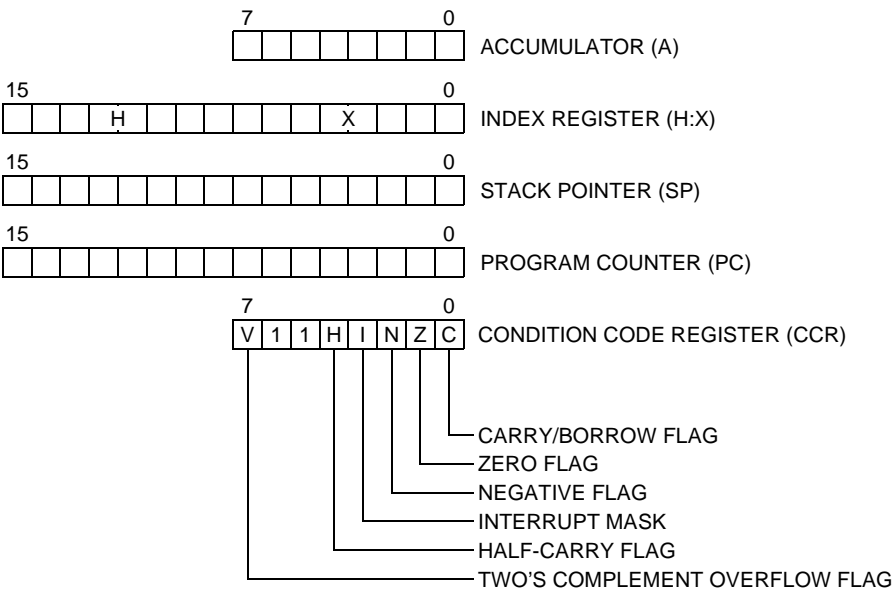 7 0
ACCUMULATOR (A)
15 0
H X INDEX REGISTER (H:X)
15 0
STACK POINTER (SP)
15 0
PROGRAM COUNTER (PC)
7 0
V 1 1 H I N Z C CONDITION CODE REGISTER (CCR)
CARRY/BORROW FLAG
ZERO FLAG
NEGATIVE FLAG
INTERRUPT MASK
HALF-CARRY FLAG
TWO'S COMPLEMENT OVERFLOW FLAG